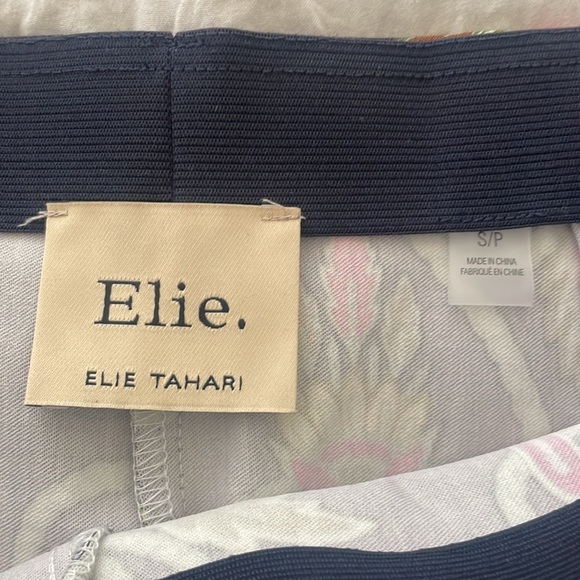 Elie.
ELIE TAHARI
S/P
MADE IN CHINA
FABRIQUÉ EN CHINE